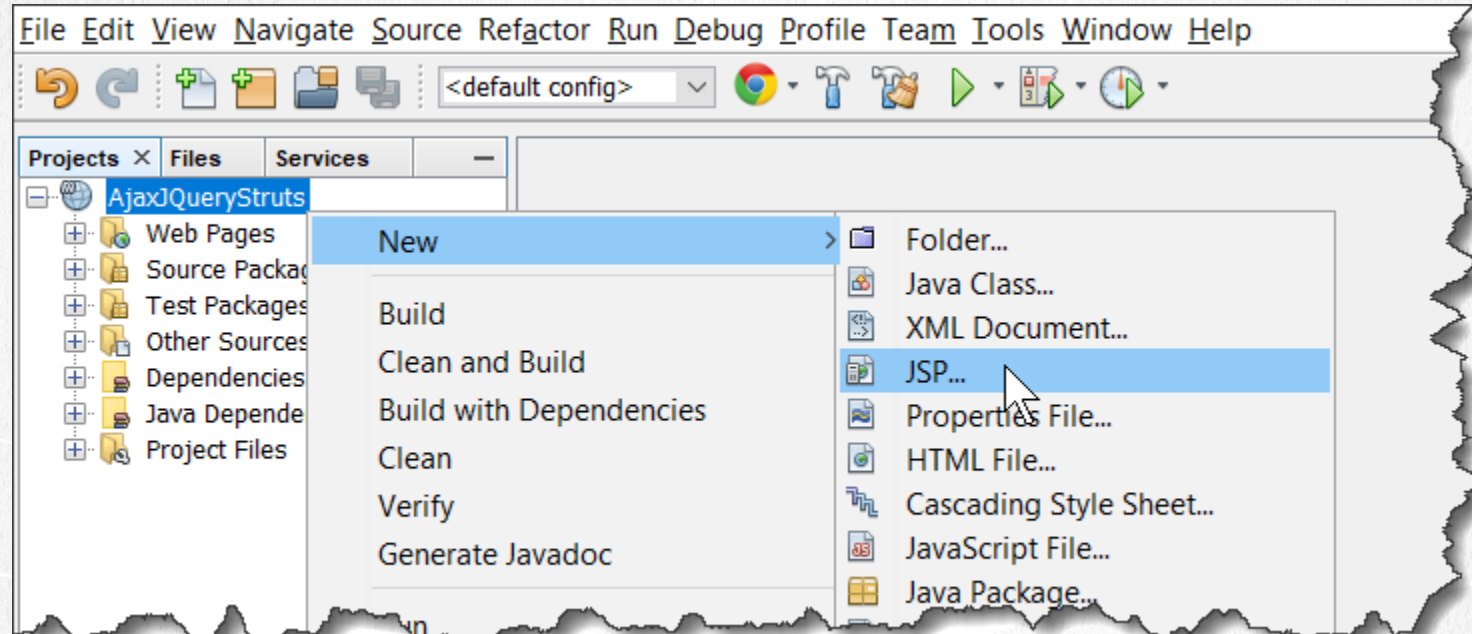 File Edit View Navigate Source Refactor Run Debug Profile Team Tools Window Help
<default config>
Projects Files Services
AjaxJQueryStruts
Web Pages
Source Packag
Test Packages
Other Sources
Dependencies
Java Depende
Project Files
New
Build
Clean and Build
Build with Dependencies
Clean
Verify
Generate Javadoc
Folder...
Java Class...
XML Document...
JSP...
Properties File...
HTML File...
Cascading Style Sheet...
JavaScript File...
Java Package...